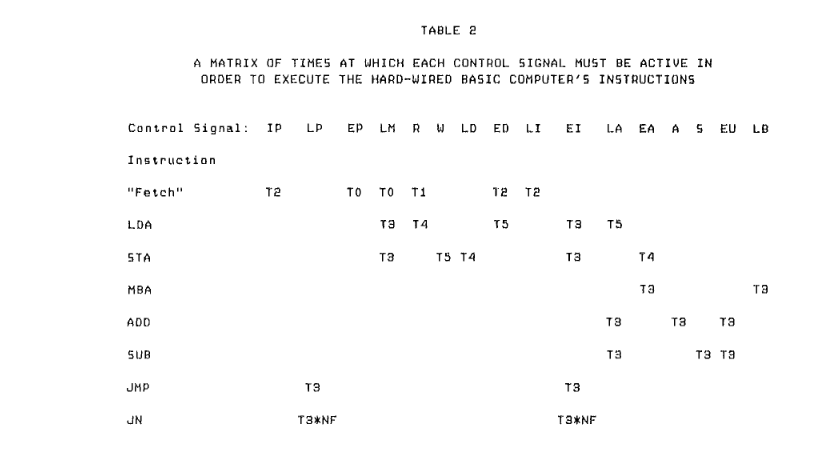 TABLE 2
A MATRIX OF TIMES AT WHICH EACH CONTROL SIGNAL MUST BE ACTIVE IN
ORDER TO EXECUTE THE HARD-WIRED BASIC COMPUTER'S INSTRUCTIONS
Control Signal: IP LP EP LM R W LD ED LI EI LA EA A S EU LB
Instruction
"Fetch" T2 T0 T0 T1 T2 T2
LDA T3 T4 T5 T3 T5
STA T3 T5 T4 T3 T4
MBA T3 T3
ADD T3 T3 T3
SUB T3 T3 T3
JMP T3 T3
JN T3*NF T3*NF